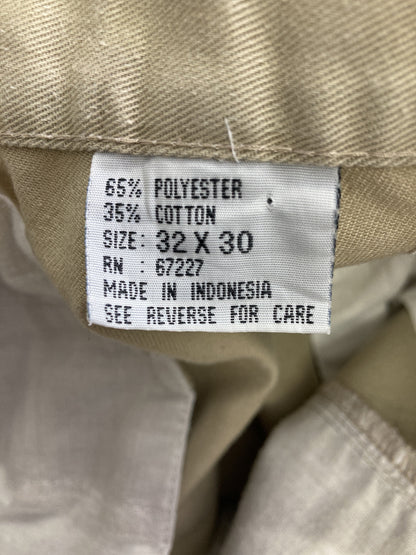 65% POLYESTER
35% COTTON
SIZE: 32 X 30
RN : 67227
MADE IN INDONESIA
SEE REVERSE FOR CARE